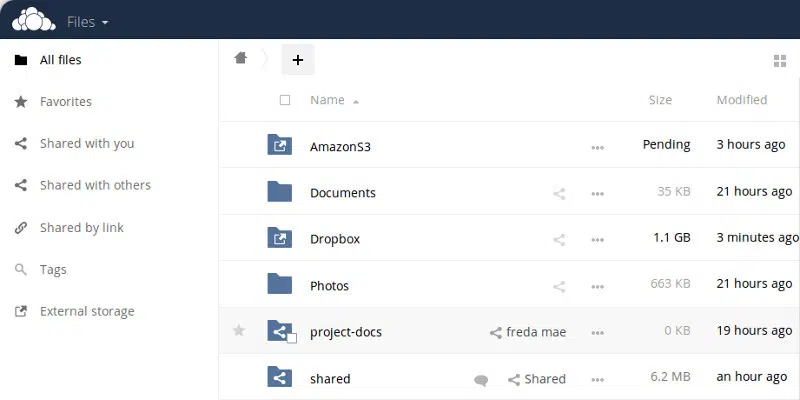 Files
All files
Favorites
Shared with you
Shared with others
Shared by link
Tags
External storage
Name Size Modified
AmazonS3 Pending 3 hours ago
Documents 35 KB 21 hours ago
Dropbox 1.1 GB 3 minutes ago
Photos 663 KB 21 hours ago
project-docs freda mae 0 KB 19 hours ago
shared Shared 6.2 MB an hour ago